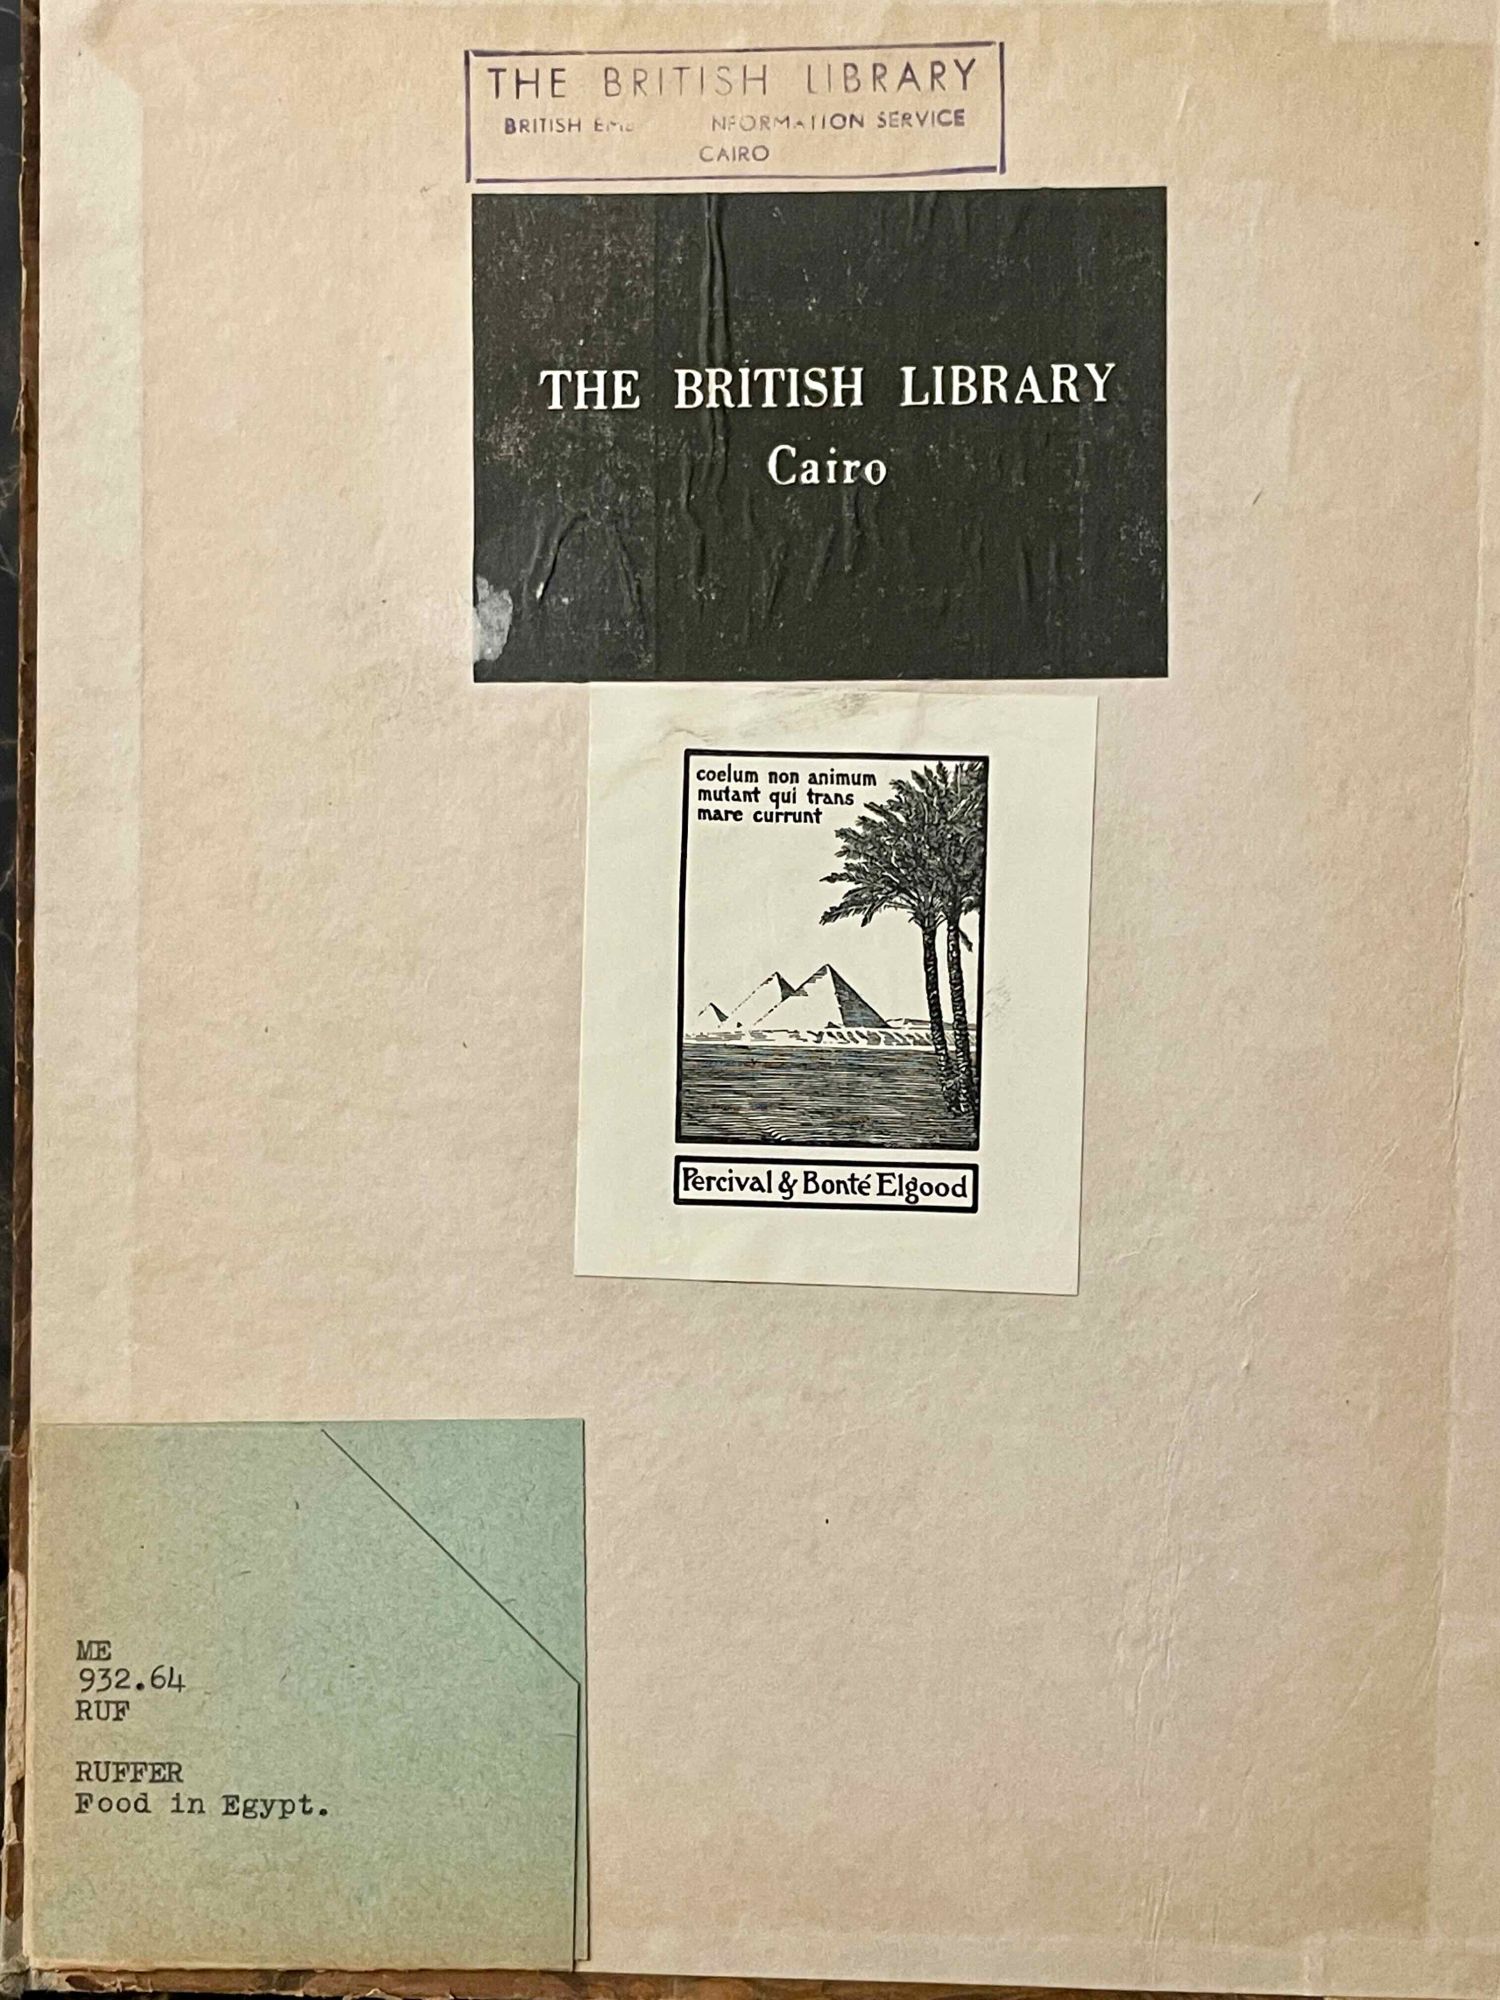 THE BRITISH LIBRARY
BRITISH INFORMATION SERVICE
CAIRO
THE BRITISH LIBRARY
Cairo
coelum non animum
mutant qui trans
mare currunt
Percival & Bonté Elgood
ME
932.64
RUF
RUFFER
Food in Egypt.